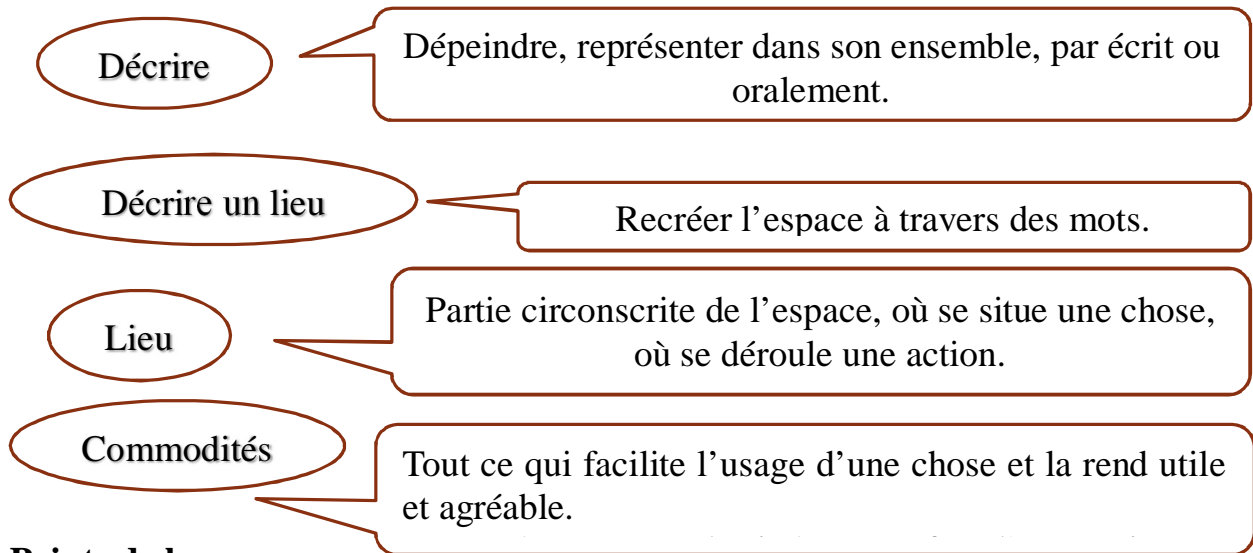 Décrire
Dépeindre, représenter dans son ensemble, par écrit ou
oralement.
Décrire un lieu
Recréer l’espace à travers des mots.
Lieu
Partie circonscrite de l’espace, où se situe une chose,
où se déroule une action.
Commodités
Tout ce qui facilite l’usage d’une chose et la rend utile
et agréable.